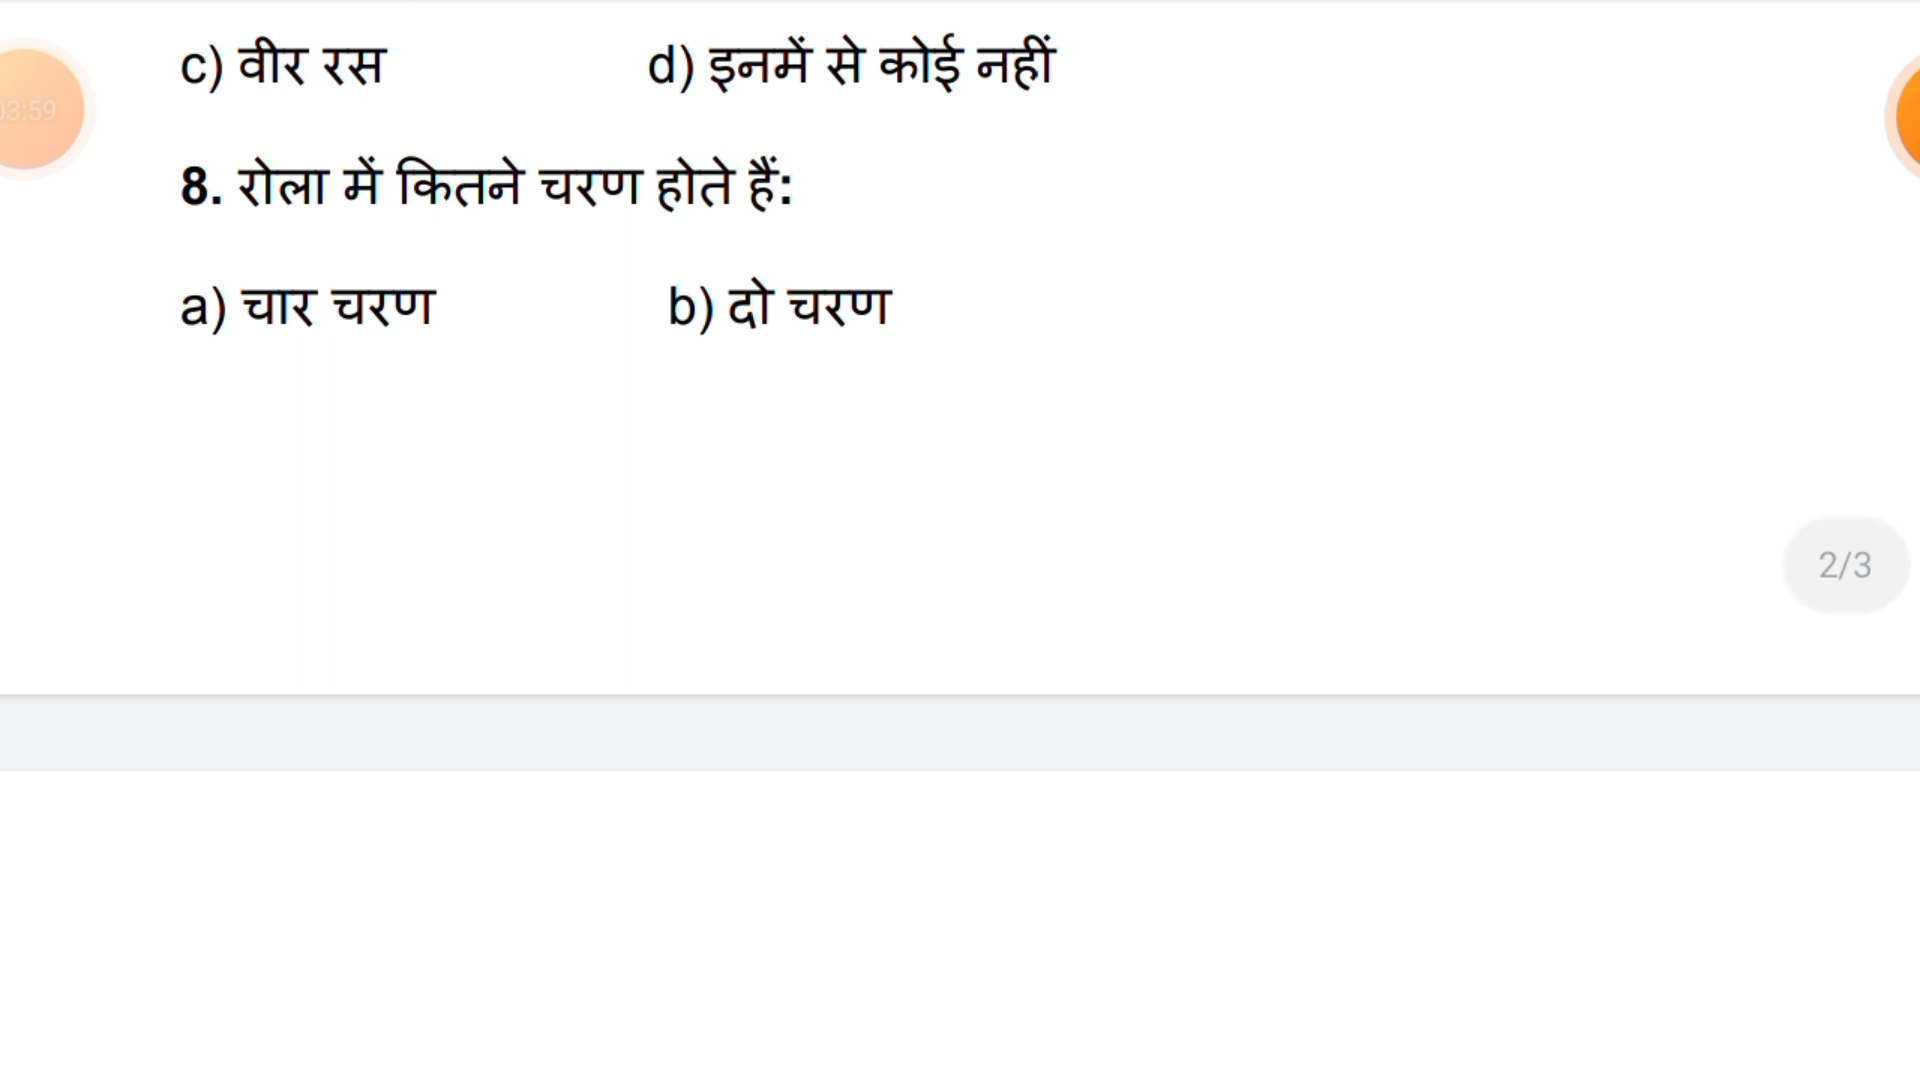 c) वीर रस d) इनमें से कोई नहीं
03:59
8. रोला में कितने चरण होते हैं:
a) चार चरण b) दो चरण
2/3